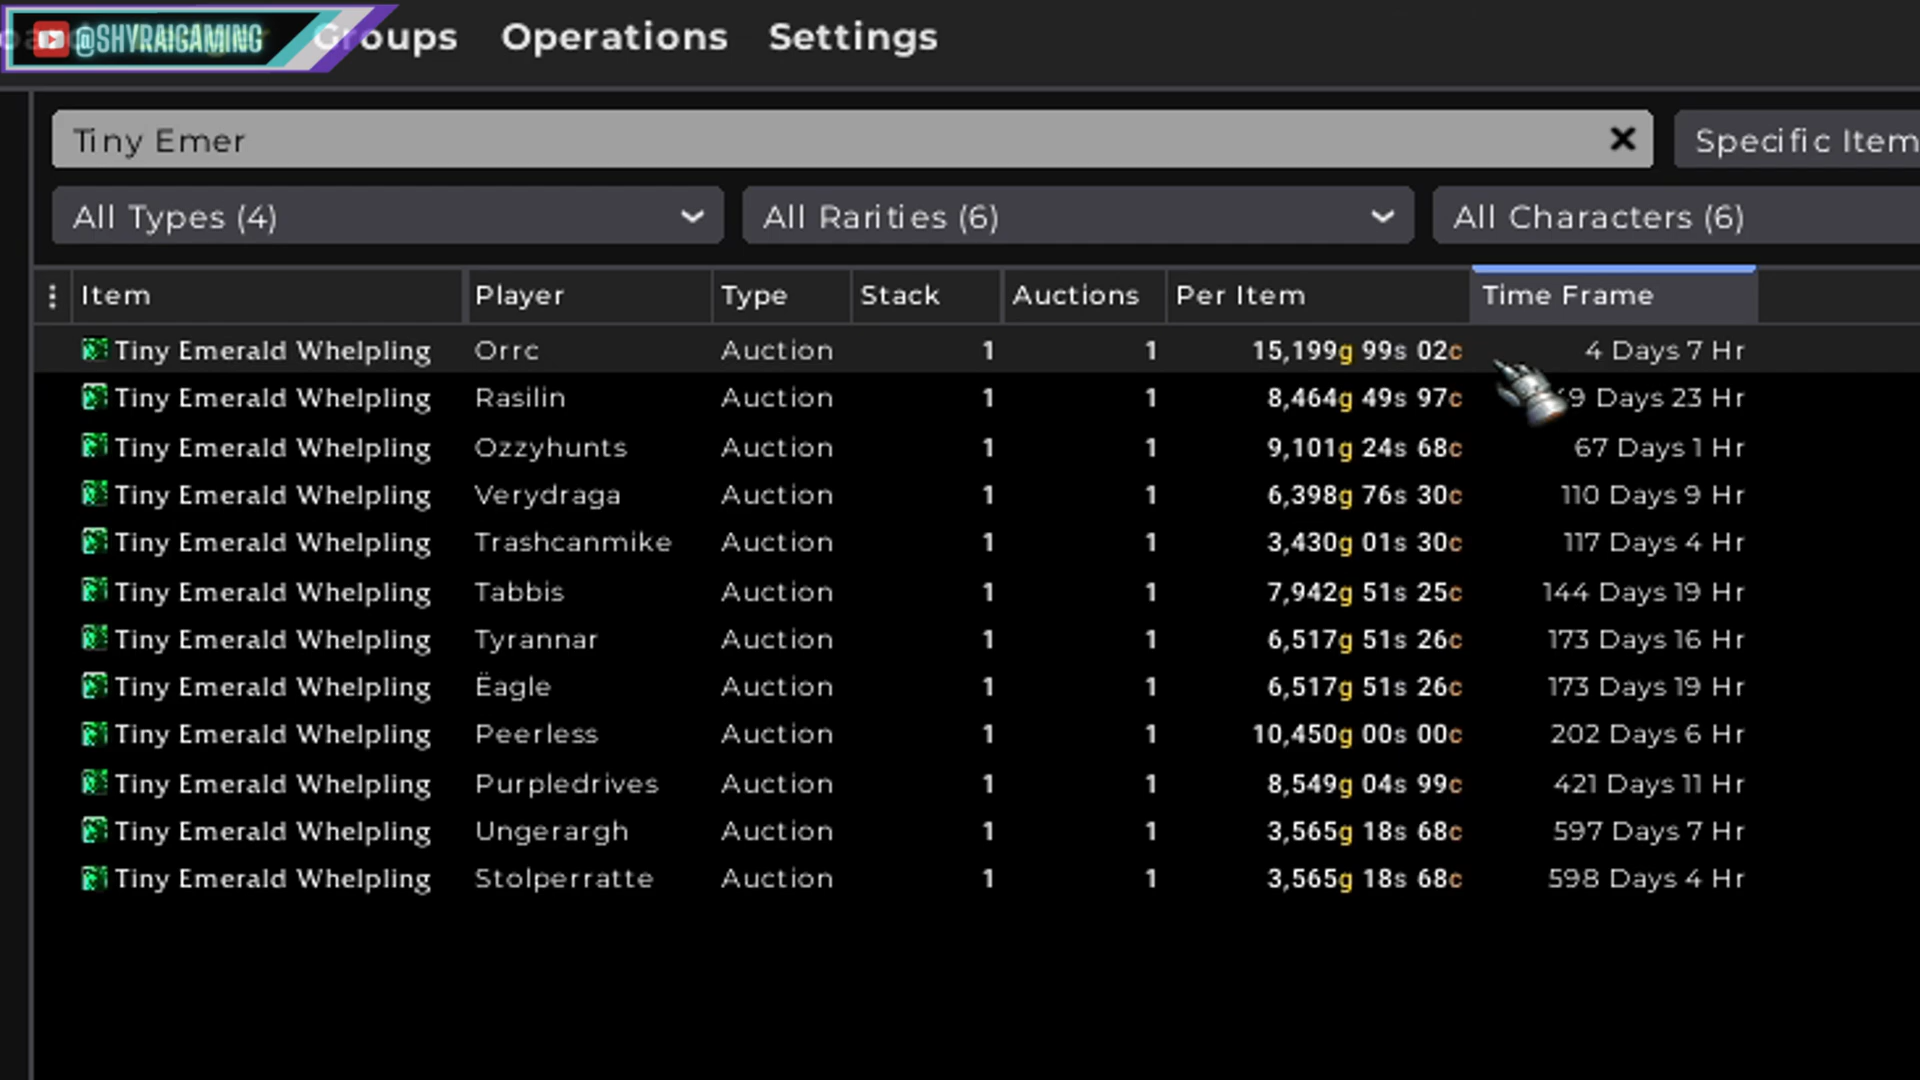 @SHYRAIGAMING
Groups Operations Settings
Tiny Emer
Specific Item
All Types (4) All Rarities (6) All Characters (6)
Item Player Type Stack Auctions Per Item Time Frame
Tiny Emerald Whelpling Orrc Auction 1 1 15,199g 99s 02c 4 Days 7 Hr
Tiny Emerald Whelpling Rasilin Auction 1 1 8,464g 49s 97c Days 23 Hr
Tiny Emerald Whelpling Ozzyhunts Auction 1 1 9,101g 24s 68c 67 Days 1 Hr
Tiny Emerald Whelpling Verydraga Auction 1 1 6,398g 76s 30c 110 Days 9 Hr
Tiny Emerald Whelpling Trashcanmike Auction 1 1 3,430g 01s 30c 117 Days 4 Hr
Tiny Emerald Whelpling Tabbis Auction 1 1 7,942g 51s 25c 144 Days 19 Hr
Tiny Emerald Whelpling Tyrannar Auction 1 1 6,517g 51s 26c 173 Days 16 Hr
Tiny Emerald Whelpling Ëagle Auction 1 1 6,517g 51s 26c 173 Days 19 Hr
Tiny Emerald Whelpling Peerless Auction 1 1 10,450g 00s 00c 202 Days 6 Hr
Tiny Emerald Whelpling Purpledrives Auction 1 1 8,549g 04s 99c 421 Days 11 Hr
Tiny Emerald Whelpling Ungerargh Auction 1 1 3,565g 18s 68c 597 Days 7 Hr
Tiny Emerald Whelpling Stolperratte Auction 1 1 3,565g 18s 68c 598 Days 4 Hr